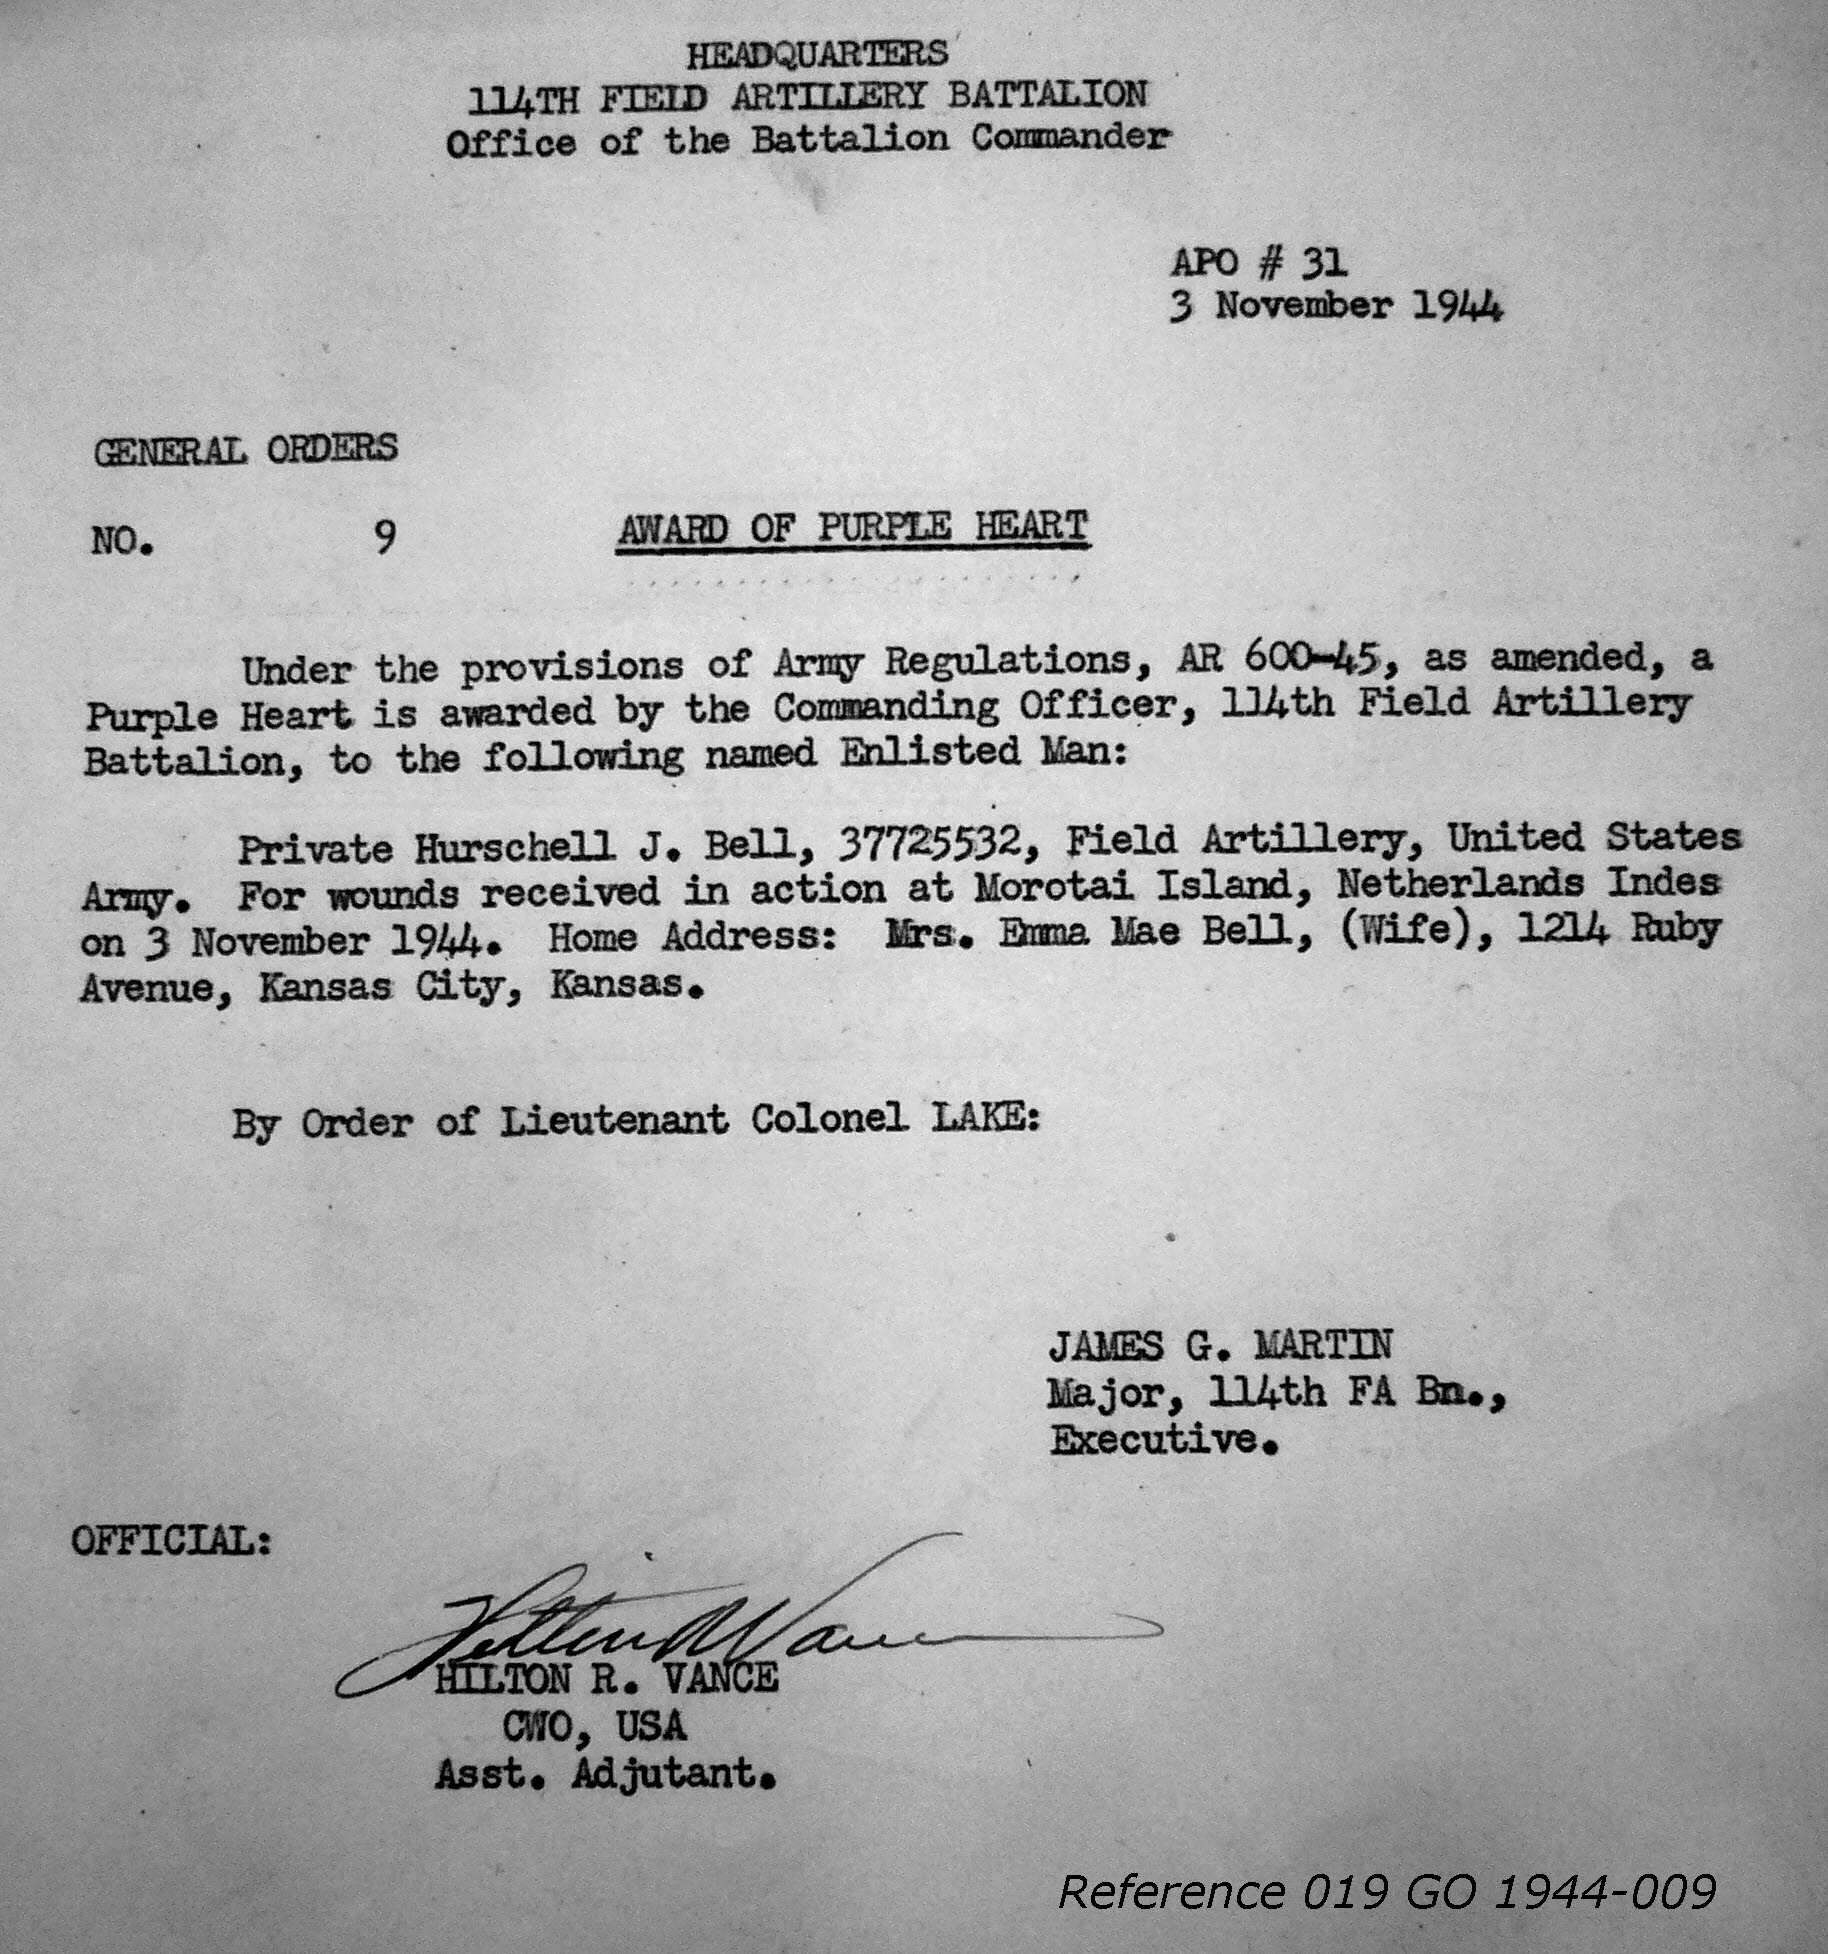 HEADQUARTERS
114TH FIELD ARTILLERY BATTALION
Office of the Battalion Commander
APO # 31
3 November 1944
GENERAL ORDERS
NO. 9 AWARD OF PURPLE HEART
Under the provisions of Army Regulations, AR 600-45, as amended, a
Purple Heart is awarded by the Commanding Officer, 114th Field Artillery
Battalion, to the following named Enlisted Man:
Private Hurschell J. Bell, 37725532, Field Artillery, United States
Army. For wounds received in action at Morotai Island, Netherlands Indes
on 3 November 1944. Home Address: Mrs. Emma Mae Bell, (Wife), 1214 Ruby
Avenue, Kansas City, Kansas.
By Order of Lieutenant Colonel LAKE:
JAMES G. MARTIN
Major, 114th FA Bn.,
Executive.
OFFICIAL:
Hilton R Vance
HILTON R. VANCE
CWO, USA
Asst. Adjutant.
Reference 019 GO 1944-009